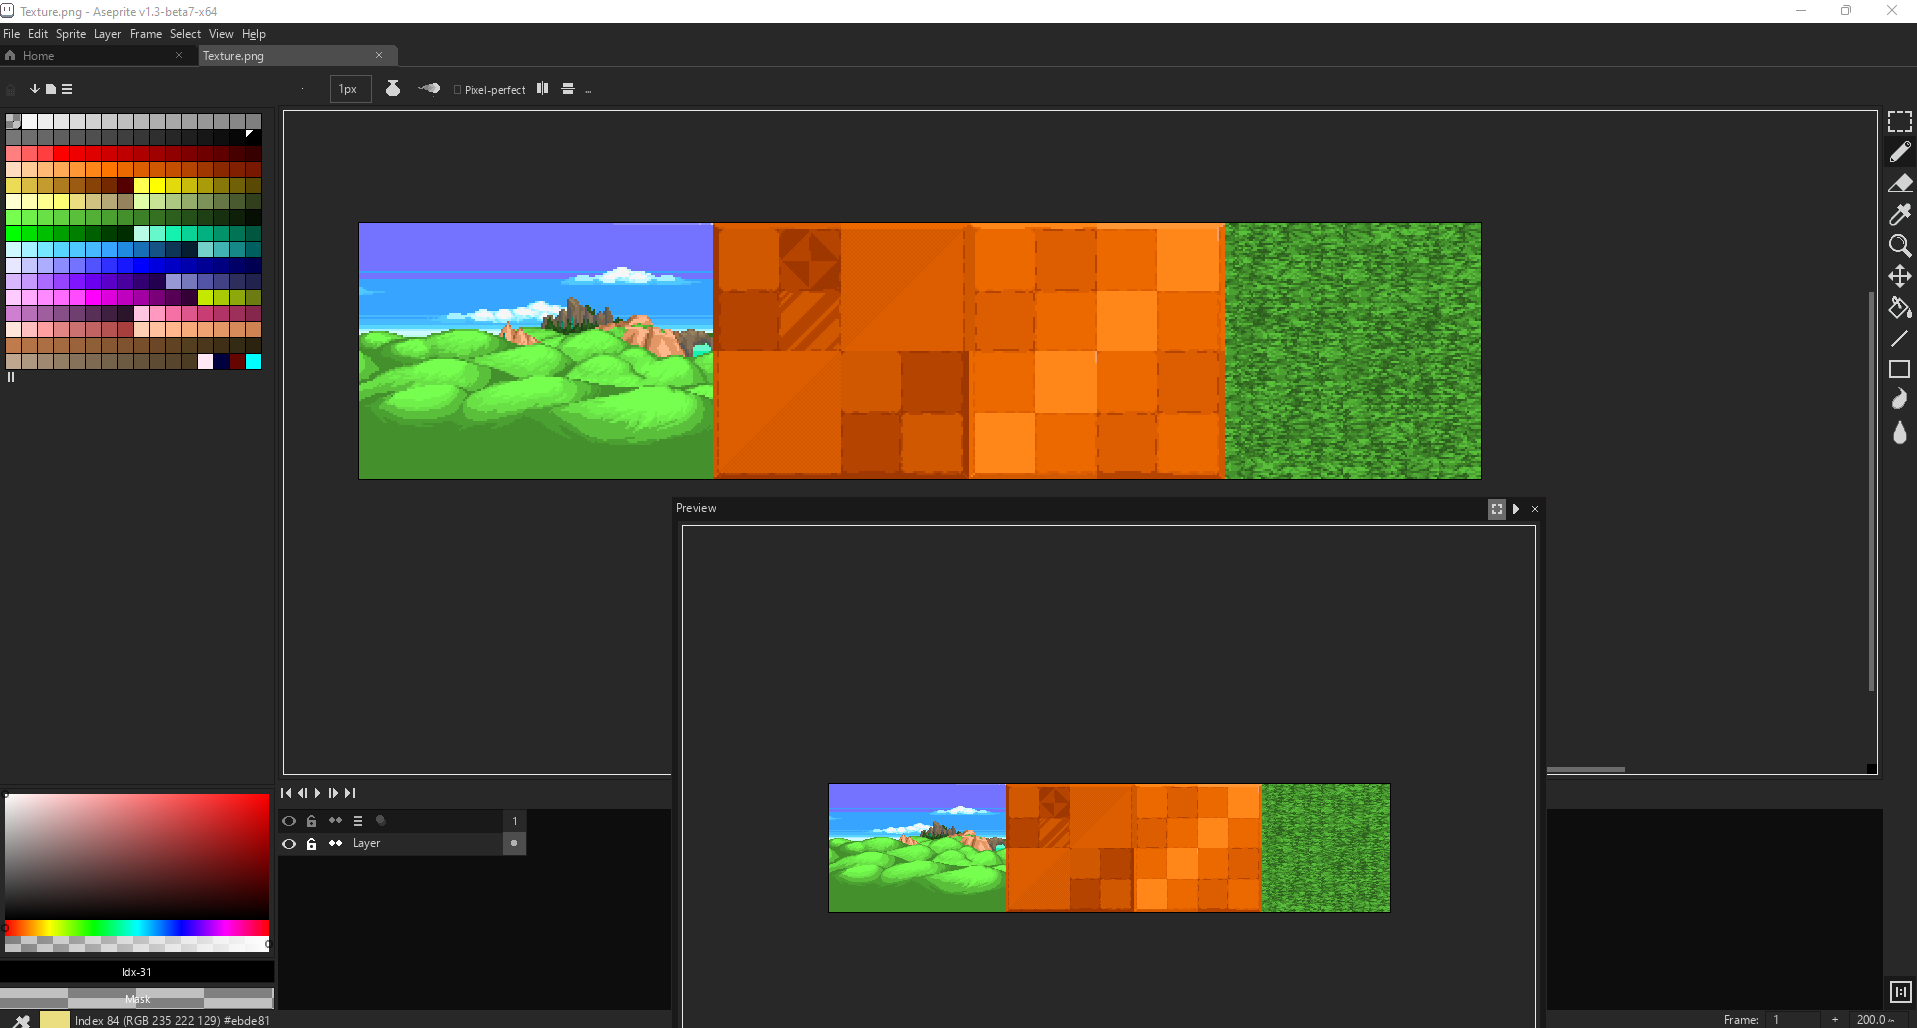 Texture.png - Aseprite v1.3-beta7-x64
File Edit Sprite Layer Frame Select View Help
Home
Texture.png
1px
Pixel-perfect
...
Preview
1
Layer
Idx-31
Mask
Index 84 (RGB 235 222 129) #ebde81
Frame: 1 + 200.0